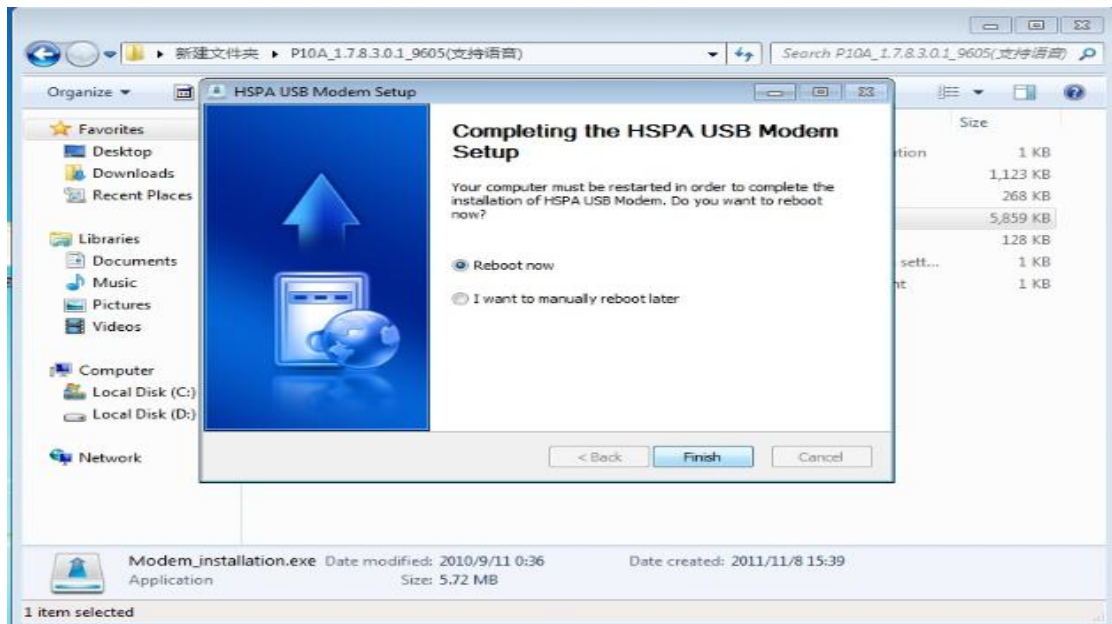 新建文件夹 ▸ P10A_1.7.8.3.0.1_9605(支持语音)
Search P10A_1.7.8.3.0.1_9605(支持语音)
Organize
HSPA USB Modem Setup
Size
Favorites
Desktop
Downloads
Recent Places
Libraries
Documents
Music
Pictures
Videos
Computer
Local Disk (C:)
Local Disk (D:)
Network
Completing the HSPA USB Modem
Setup
Your computer must be restarted in order to complete the
installation of HSPA USB Modem. Do you want to reboot
now?
Reboot now
I want to manually reboot later
< Back
Finish
Cancel
1 KB
1,123 KB
268 KB
5,859 KB
128 KB
sett...
1 KB
1 KB
Modem_installation.exe Date modified: 2010/9/11 0:36 Date created: 2011/11/8 15:39
Application Size: 5.72 MB
1 item selected